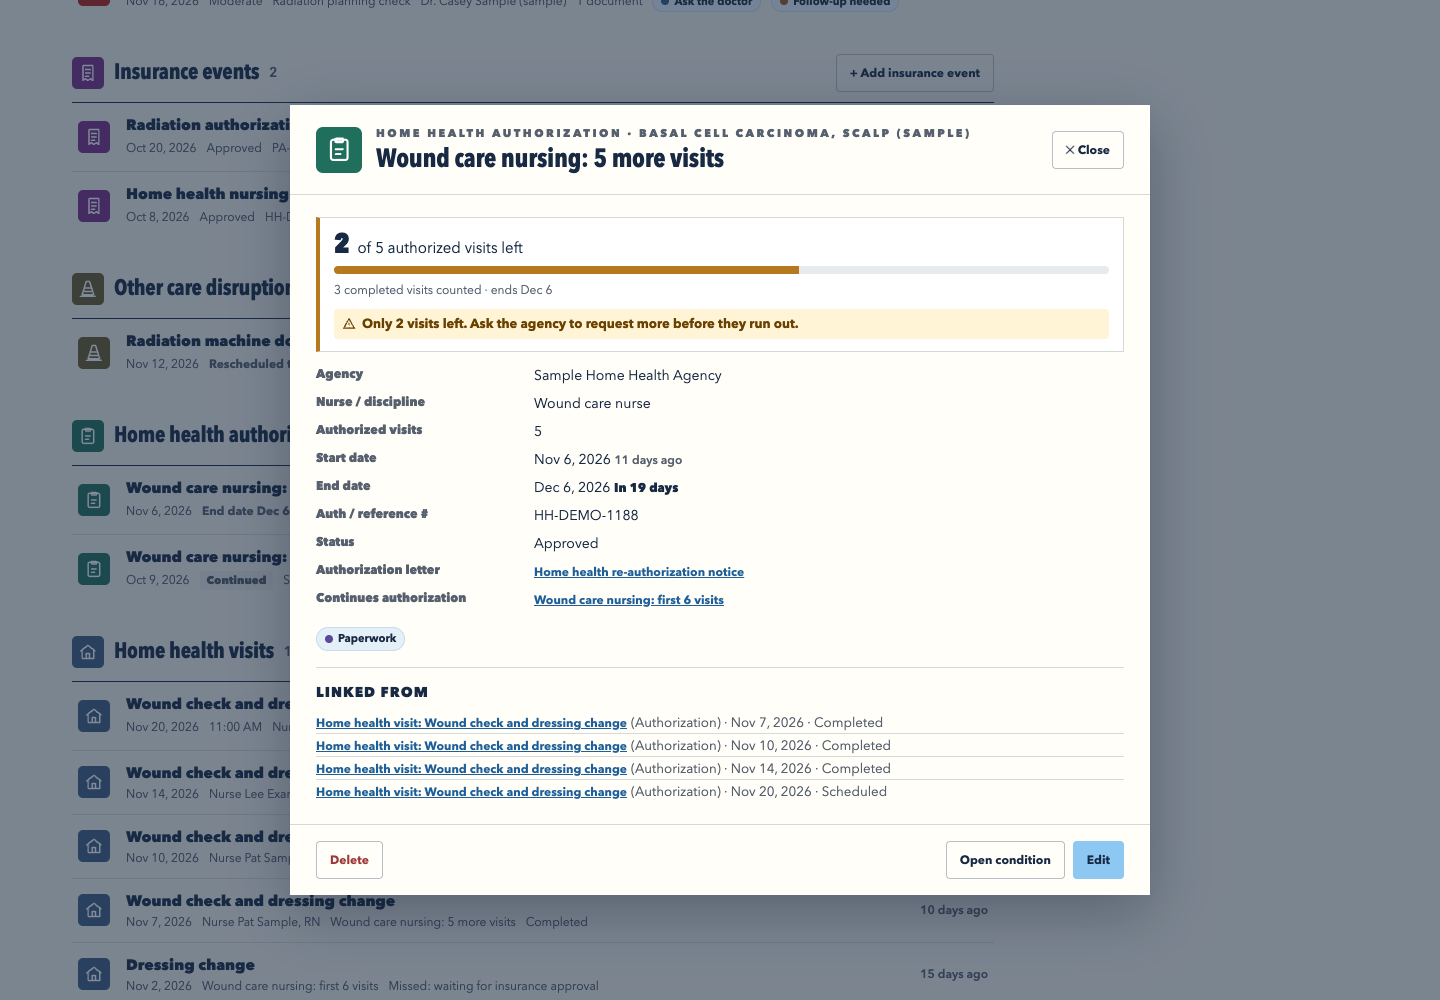 Nov 18, 2026 Moderate Radiation planning check Dr. Casey Sample (sample) 1 document Ask the doctor Follow-up needed
Insurance events 2
+ Add insurance event
Radiation authorizati
Oct 20, 2026 Approved PA-
Home health nursing
Oct 8, 2026 Approved HH-D
Other care disruption
Radiation machine do
Nov 12, 2026 Rescheduled t
Home health authori
Wound care nursing:
Nov 6, 2026 End date Dec 6
Wound care nursing:
Oct 9, 2026 Continued S
Home health visits 1
Wound check and dre
Nov 20, 2026 11:00 AM Nur
Wound check and dre
Nov 14, 2026 Nurse Lee Exam
Wound check and dre
Nov 10, 2026 Nurse Pat Samp
Wound check and dressing change
Nov 7, 2026 Nurse Pat Sample, RN Wound care nursing: 5 more visits Completed
10 days ago
Dressing change
Nov 2, 2026 Wound care nursing: first 6 visits Missed: waiting for insurance approval
15 days ago
HOME HEALTH AUTHORIZATION · BASAL CELL CARCINOMA, SCALP (SAMPLE)
Wound care nursing: 5 more visits
× Close
2 of 5 authorized visits left
3 completed visits counted · ends Dec 6
Only 2 visits left. Ask the agency to request more before they run out.
Agency Sample Home Health Agency
Nurse / discipline Wound care nurse
Authorized visits 5
Start date Nov 6, 2026 11 days ago
End date Dec 6, 2026 In 19 days
Auth / reference # HH-DEMO-1188
Status Approved
Authorization letter Home health re-authorization notice
Continues authorization Wound care nursing: first 6 visits
Paperwork
LINKED FROM
Home health visit: Wound check and dressing change (Authorization) · Nov 7, 2026 · Completed
Home health visit: Wound check and dressing change (Authorization) · Nov 10, 2026 · Completed
Home health visit: Wound check and dressing change (Authorization) · Nov 14, 2026 · Completed
Home health visit: Wound check and dressing change (Authorization) · Nov 20, 2026 · Scheduled
Delete
Open condition
Edit